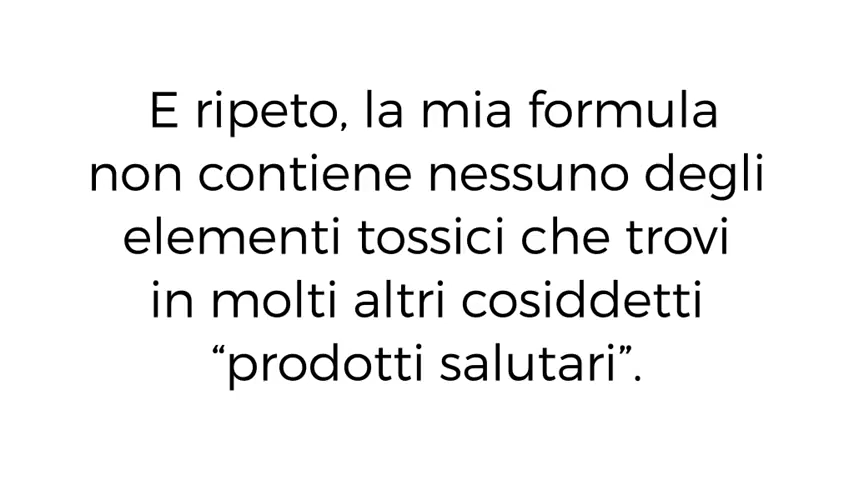 E ripeto, la mia formula
non contiene nessuno degli
elementi tossici che trovi
in molti altri cosiddetti
“prodotti salutari”.